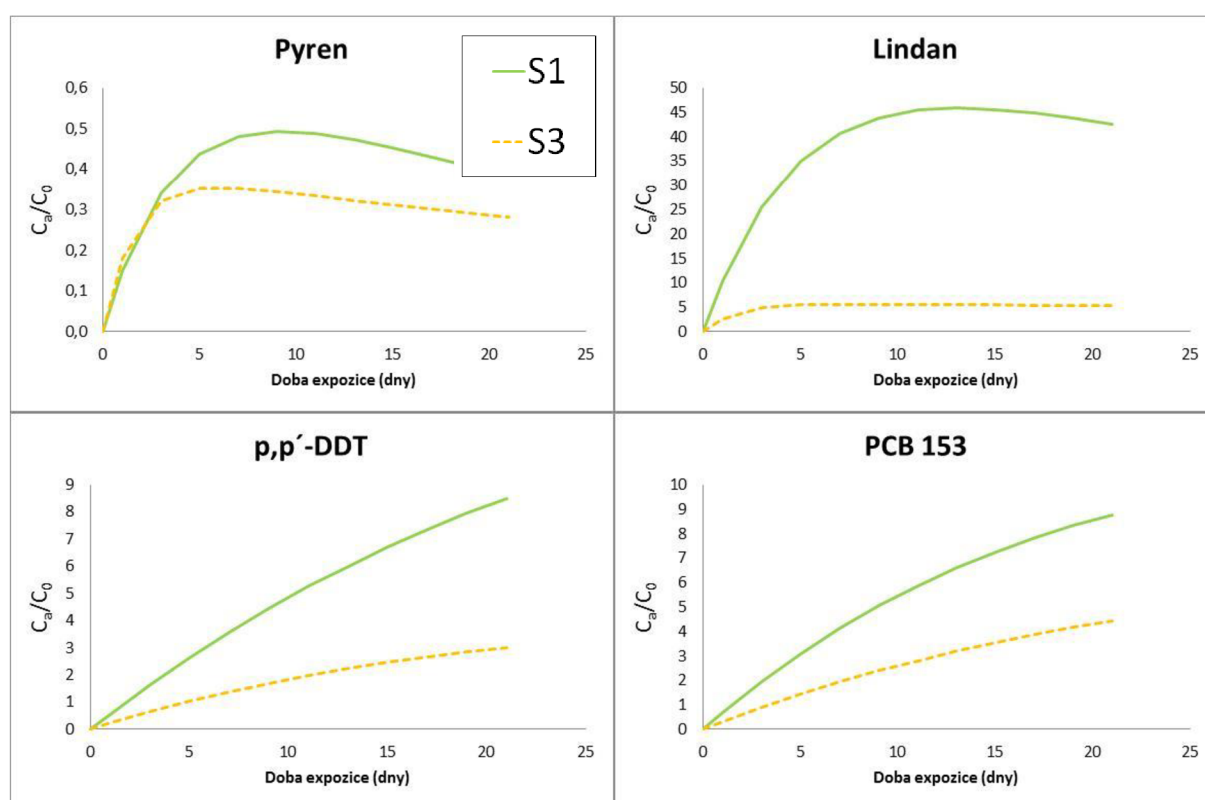 Pyren
S1
S3
0,6
0,5
0,4
0,3
0,2
0,1
0,0
Ca/C0
0 5 10 15 20 25
Doba expozice (dny)
Lindan
50
45
40
35
30
25
20
15
10
5
0
Ca/C0
0 5 10 15 20 25
Doba expozice (dny)
p,p´-DDT
9
8
7
6
5
4
3
2
1
0
Ca/C0
0 5 10 15 20 25
Doba expozice (dny)
PCB 153
10
9
8
7
6
5
4
3
2
1
0
Ca/C0
0 5 10 15 20 25
Doba expozice (dny)